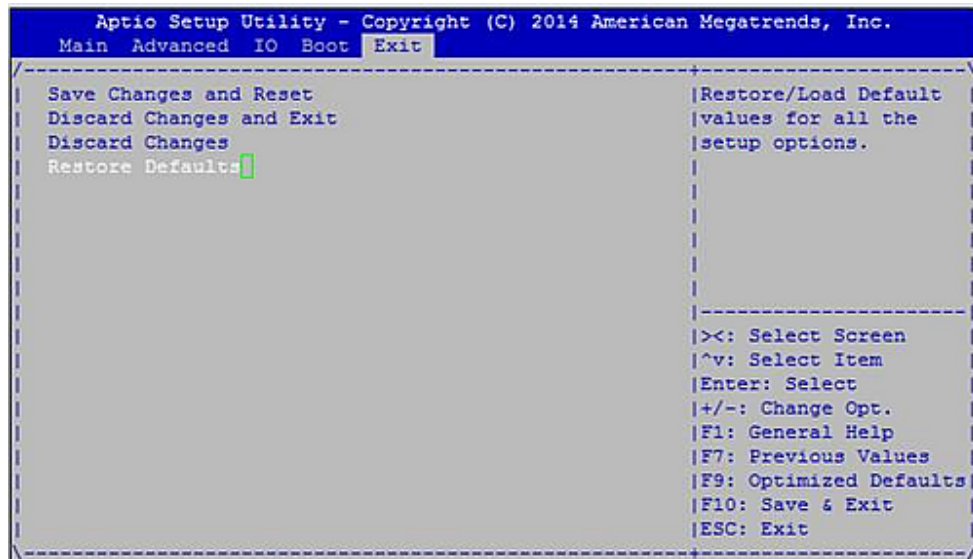 Aptio Setup Utility - Copyright (C) 2014 American Megatrends, Inc.
Main Advanced IO Boot Exit
Save Changes and Reset
Discard Changes and Exit
Discard Changes
Restore Defaults
Restore/Load Default
values for all the
setup options.
><: Select Screen
^v: Select Item
Enter: Select
+/-: Change Opt.
F1: General Help
F7: Previous Values
F9: Optimized Defaults
F10: Save & Exit
ESC: Exit